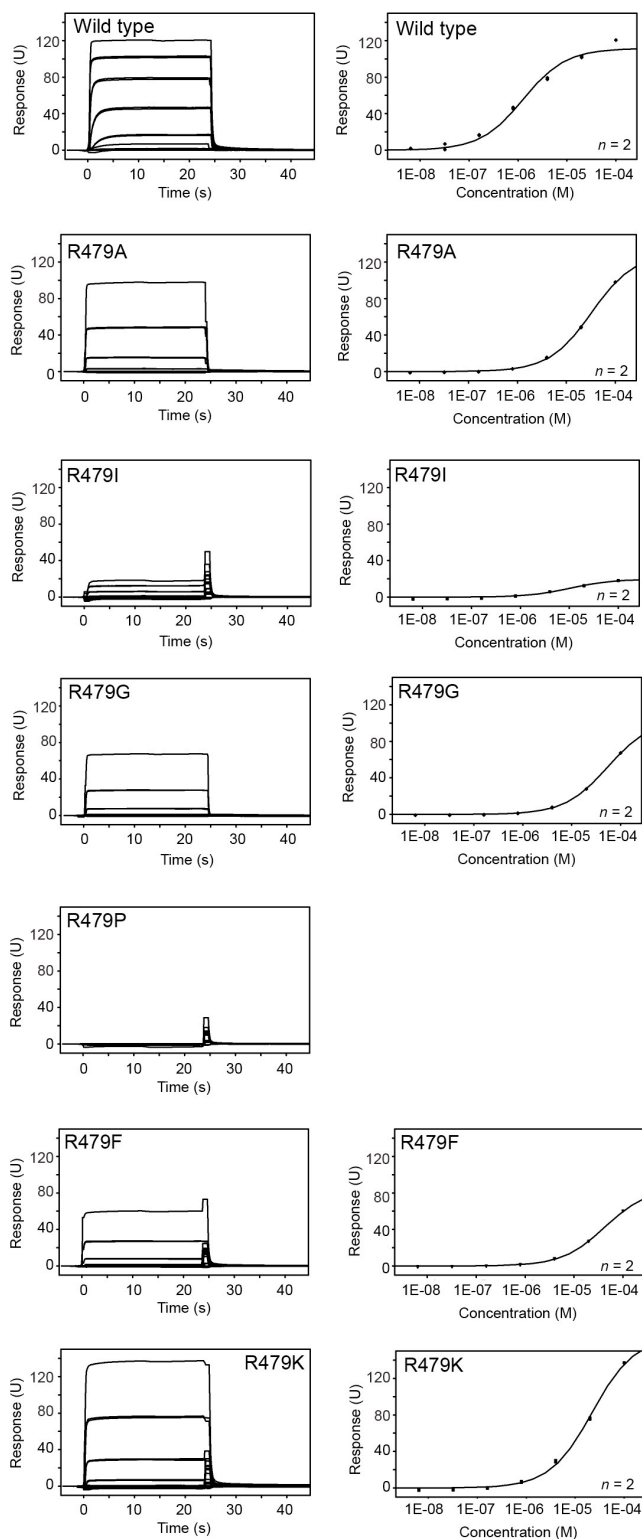 Wild type
Response (U)
120
80
40
0
0 10 20 30 40
Time (s)
Wild type
Response (U)
120
80
40
0
n = 2
1E-08 1E-07 1E-06 1E-05 1E-04
Concentration (M)
R479A
Response (U)
120
80
40
0
0 10 20 30 40
Time (s)
R479A
Response (U)
120
80
40
0
n = 2
1E-08 1E-07 1E-06 1E-05 1E-04
Concentration (M)
R479I
Response (U)
120
80
40
0
0 10 20 30 40
Time (s)
R479I
Response (U)
120
80
40
0
n = 2
1E-08 1E-07 1E-06 1E-05 1E-04
Concentration (M)
R479G
Response (U)
120
80
40
0
0 10 20 30 40
Time (s)
R479G
Response (U)
120
80
40
0
n = 2
1E-08 1E-07 1E-06 1E-05 1E-04
Concentration (M)
R479P
Response (U)
120
80
40
0
0 10 20 30 40
Time (s)
R479F
Response (U)
120
80
40
0
0 10 20 30 40
Time (s)
R479F
Response (U)
120
80
40
0
n = 2
1E-08 1E-07 1E-06 1E-05 1E-04
Concentration (M)
R479K
Response (U)
120
80
40
0
0 10 20 30 40
Time (s)
R479K
Response (U)
120
80
40
0
n = 2
1E-08 1E-07 1E-06 1E-05 1E-04
Concentration (M)